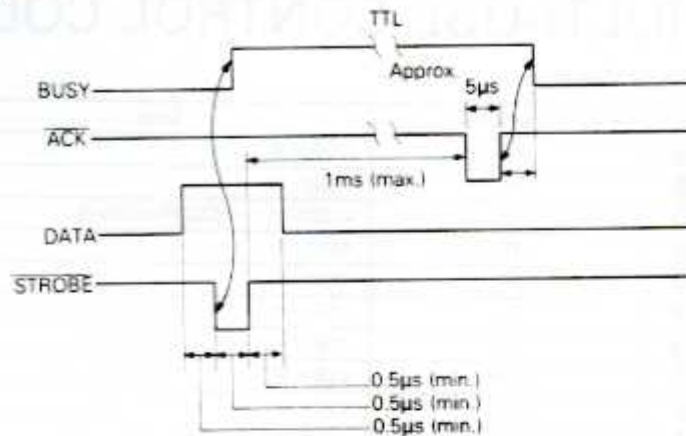 TTL
BUSY
Approx.
5µs
ACK
1ms (max.)
DATA
STROBE
0.5µs (min.)
0.5µs (min.)
0.5µs (min.)